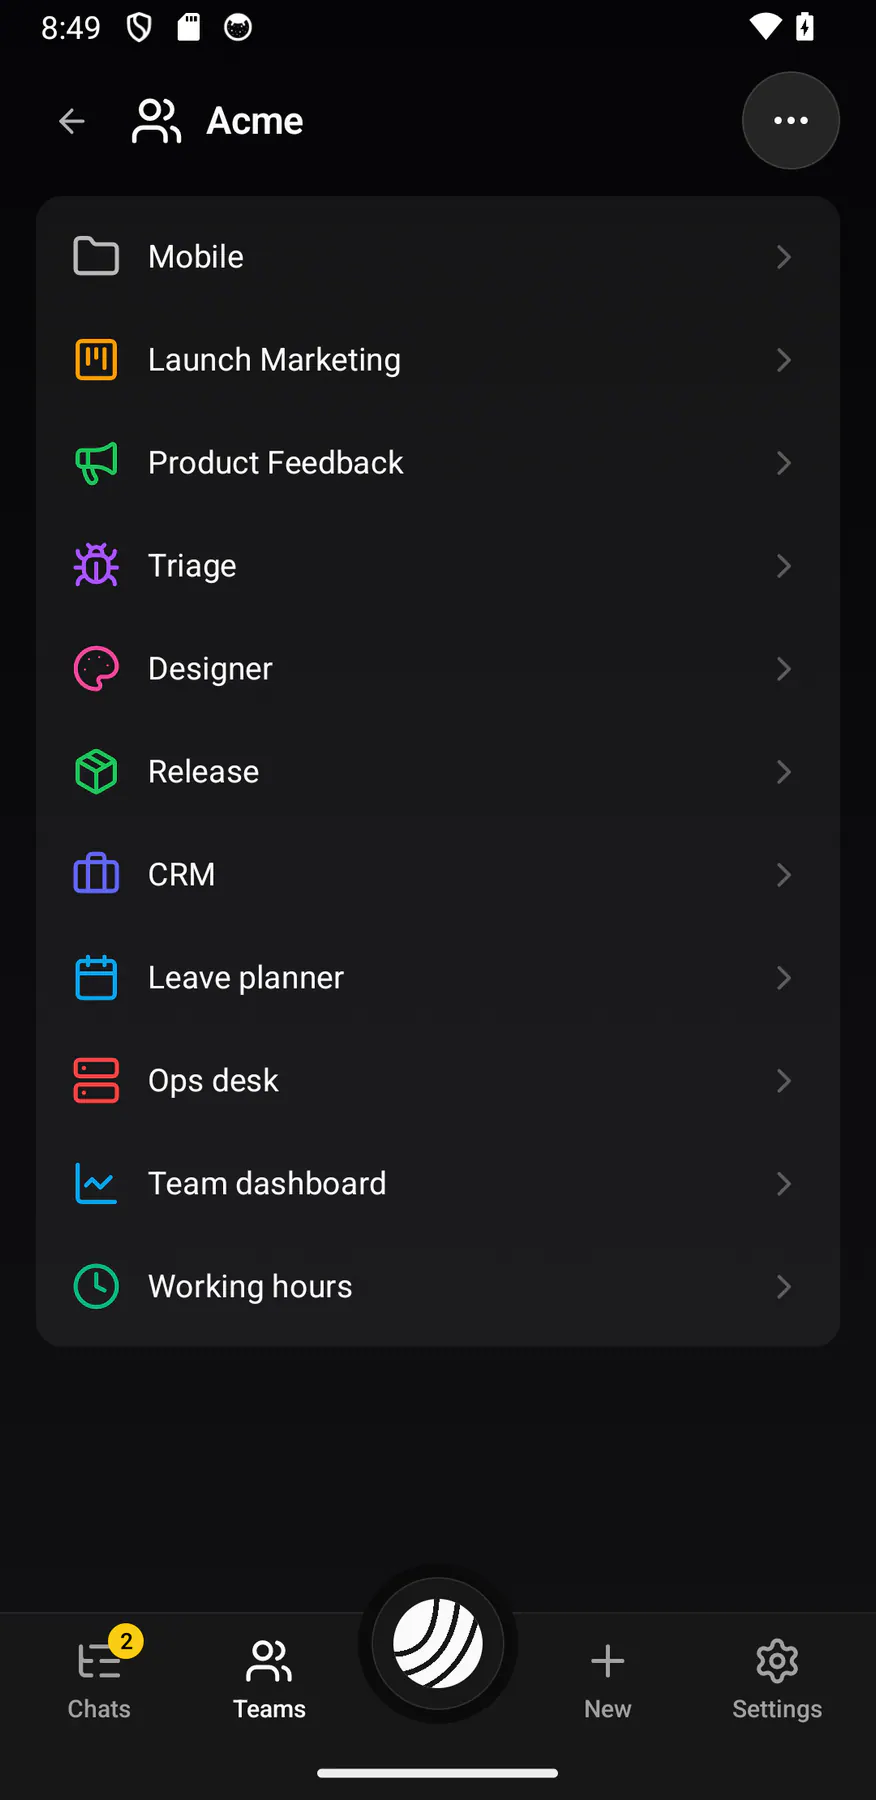 8:49
Acme
Mobile
Launch Marketing
Product Feedback
Triage
Designer
Release
CRM
Leave planner
Ops desk
Team dashboard
Working hours
2
Chats
Teams
New
Settings